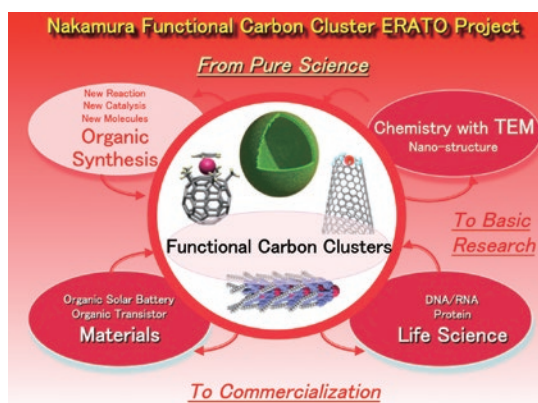 Nakamura Functional Carbon Cluster ERATO Project
From Pure Science
New Reaction
New Catalysis
New Molecules
Organic
Synthesis
Chemistry with TEM
Nano-structure
Functional Carbon Clusters
To Basic
Research
Organic Solar Battery
Organic Transistor
Materials
DNA/RNA
Protein
Life Science
To Commercialization